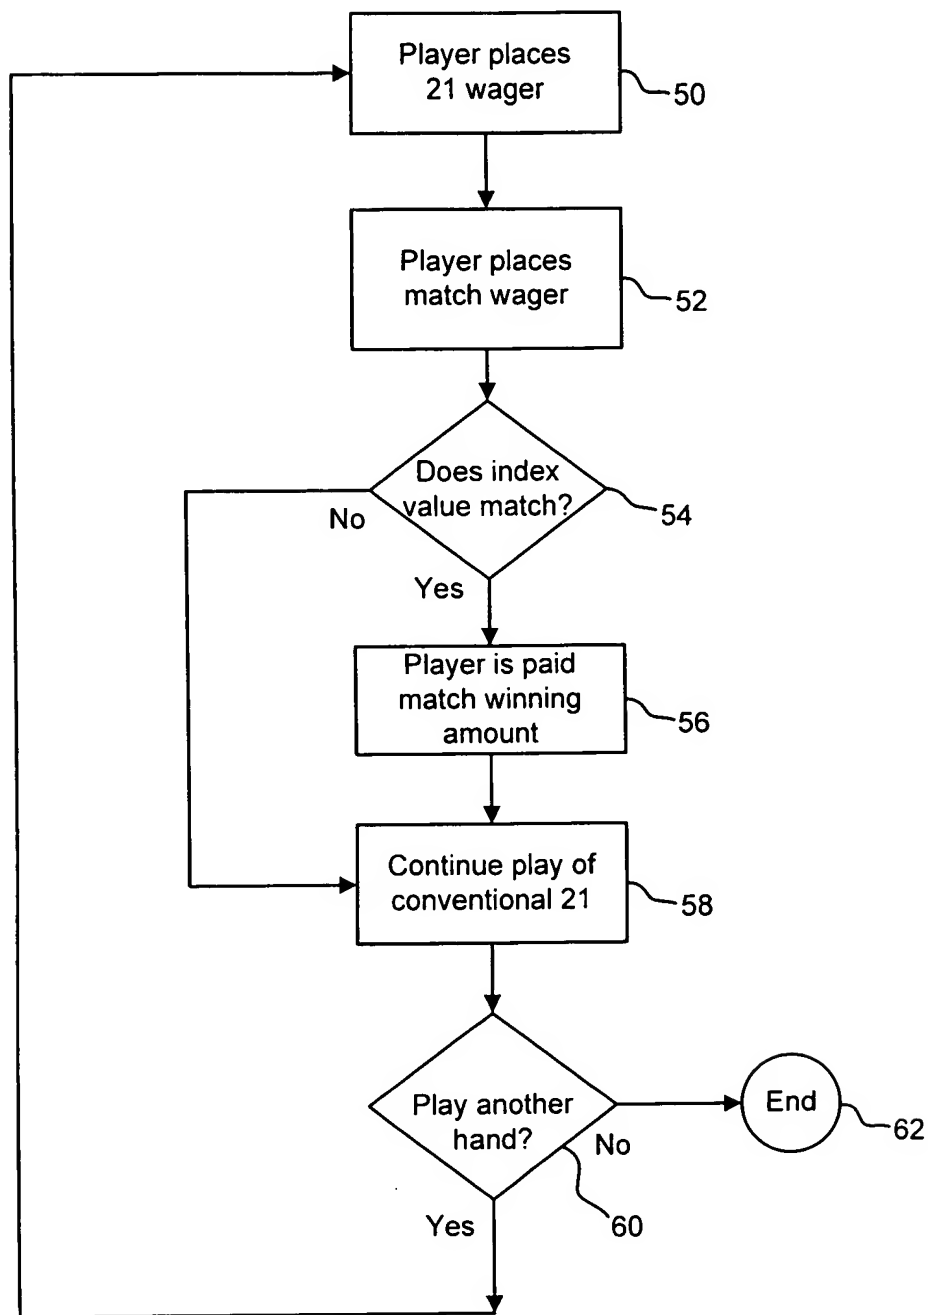 Player places
21 wager
50
Player places
match wager
52
Does index
value match?
54
No
Yes
Player is paid
match winning
amount
56
Continue play of
conventional 21
58
Play another
hand?
No
End
62
60
Yes